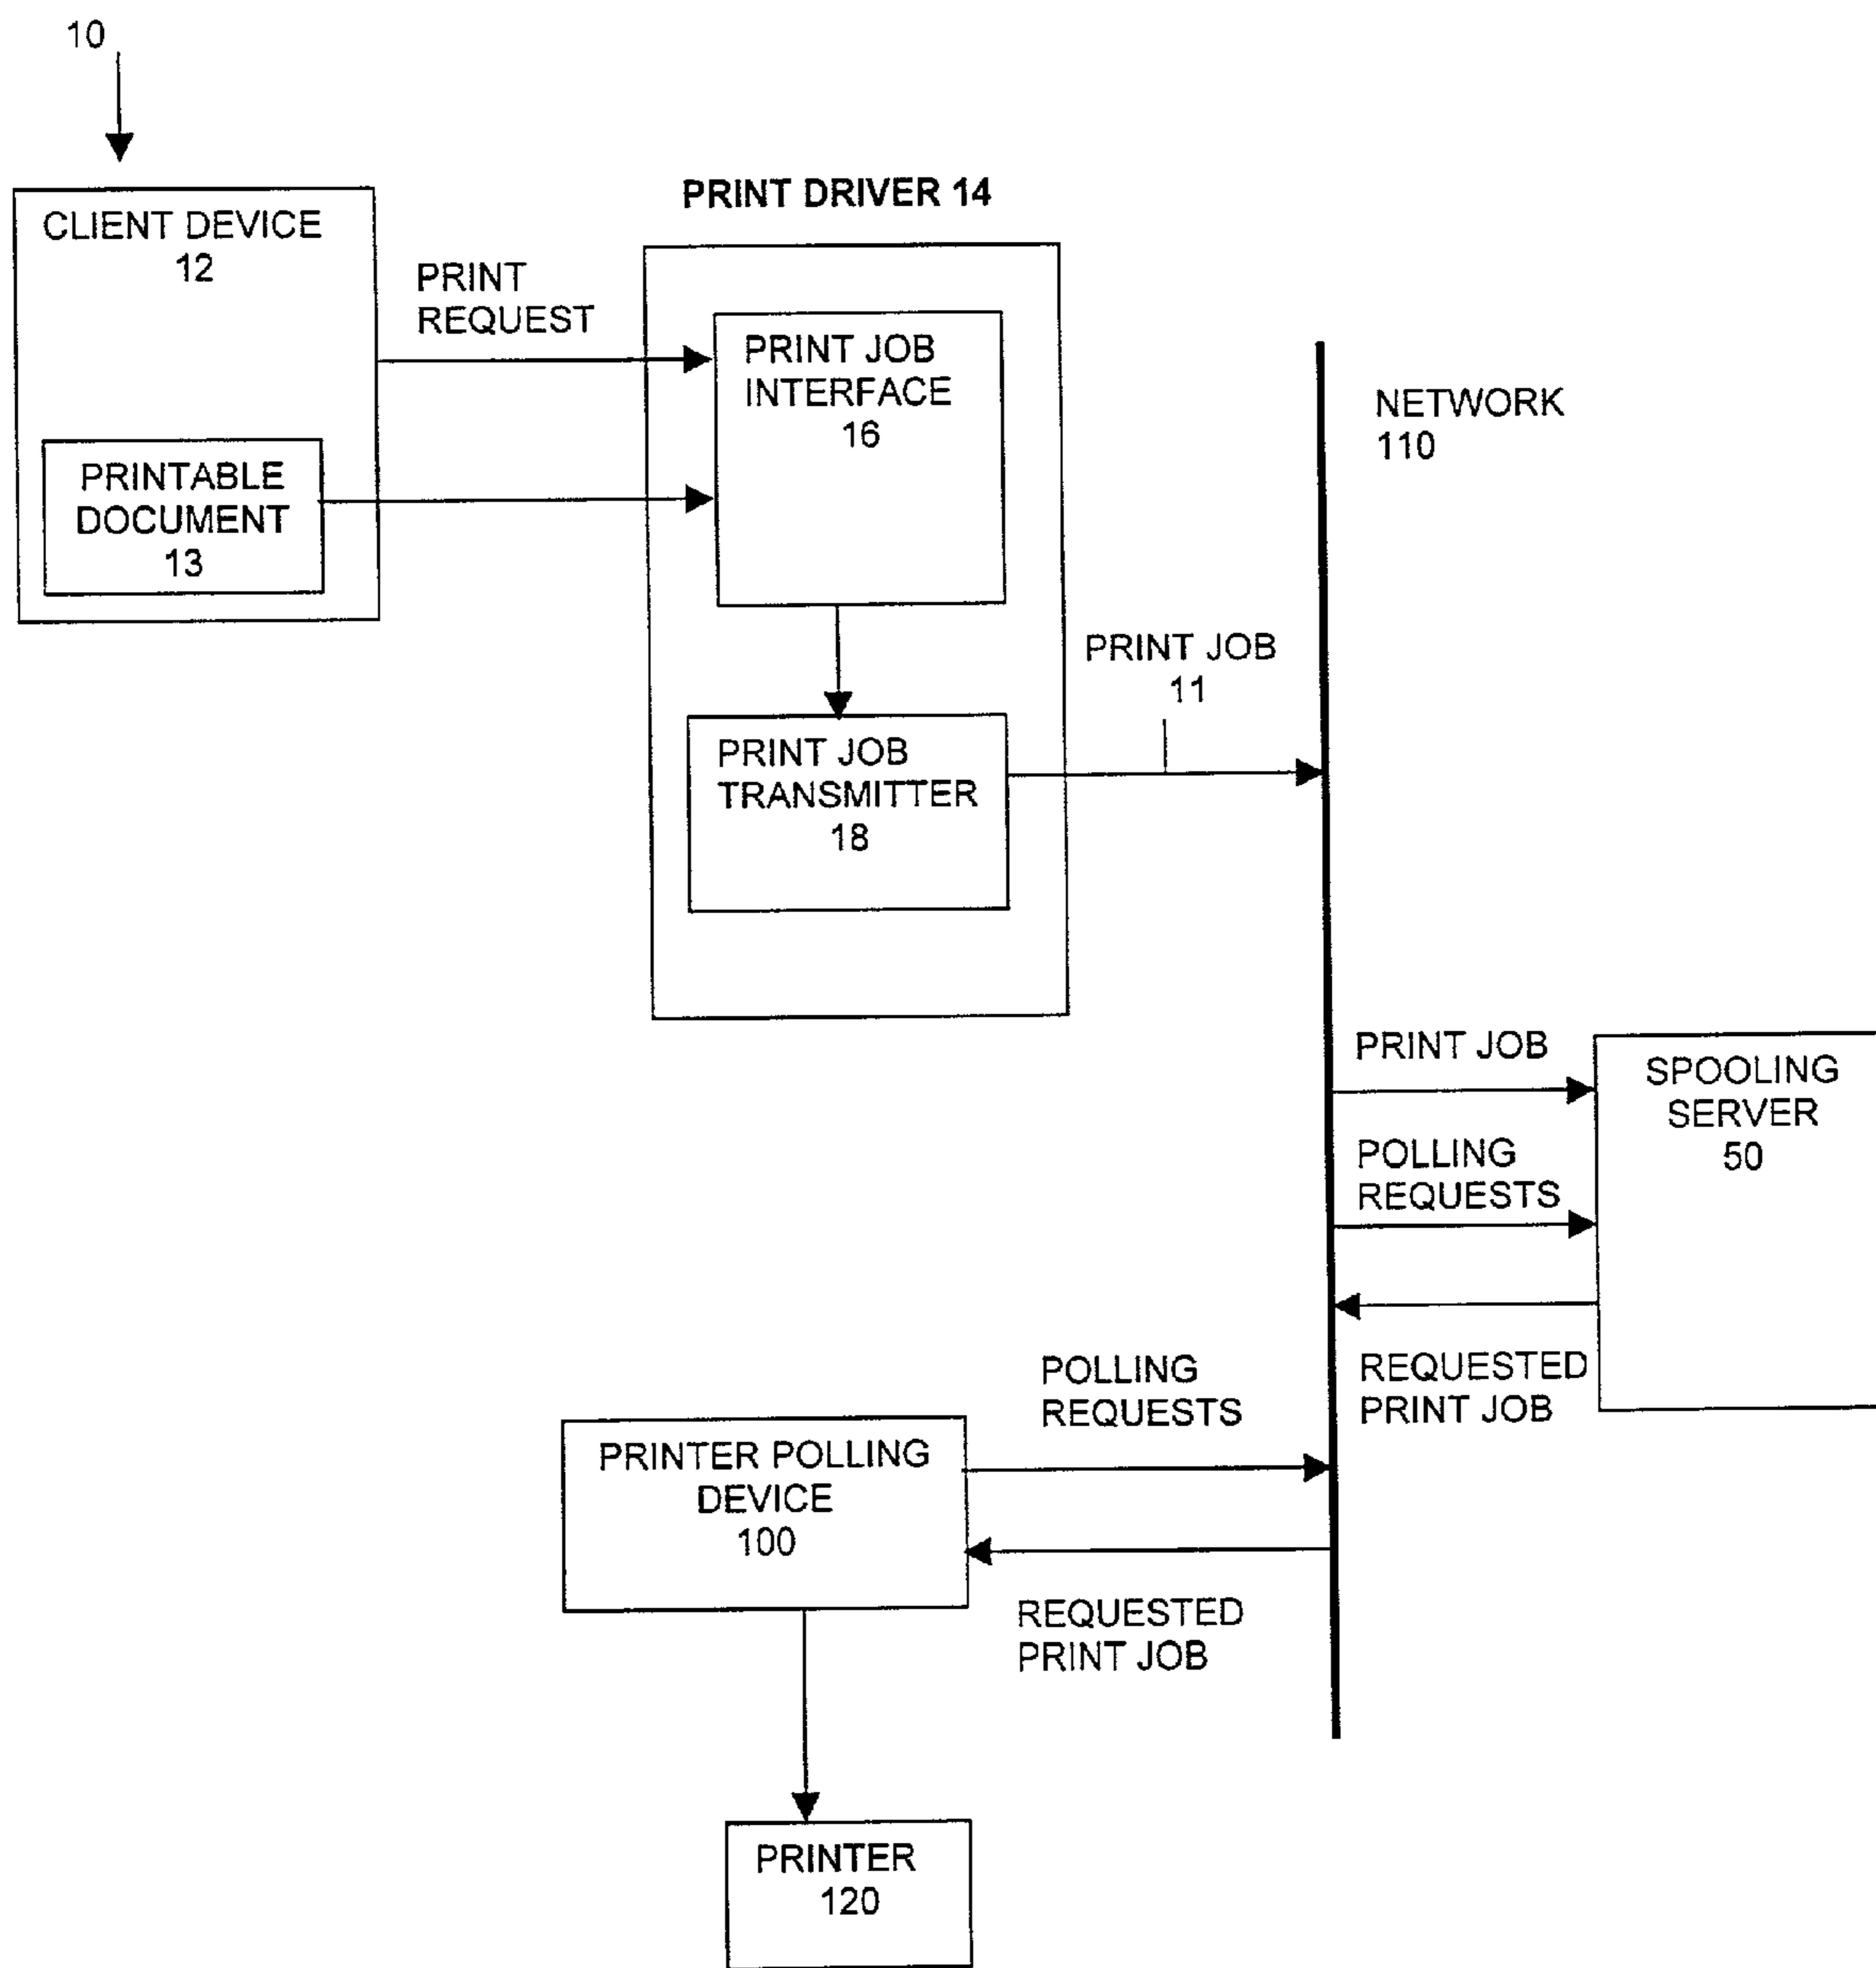 10
CLIENT DEVICE
12
PRINTABLE
DOCUMENT
13
PRINT
REQUEST
PRINT DRIVER 14
PRINT JOB
INTERFACE
16
PRINT JOB
TRANSMITTER
18
PRINT JOB
11
NETWORK
110
PRINT JOB
POLLING
REQUESTS
SPOOLING
SERVER
50
REQUESTED
PRINT JOB
POLLING
REQUESTS
PRINTER POLLING
DEVICE
100
REQUESTED
PRINT JOB
PRINTER
120